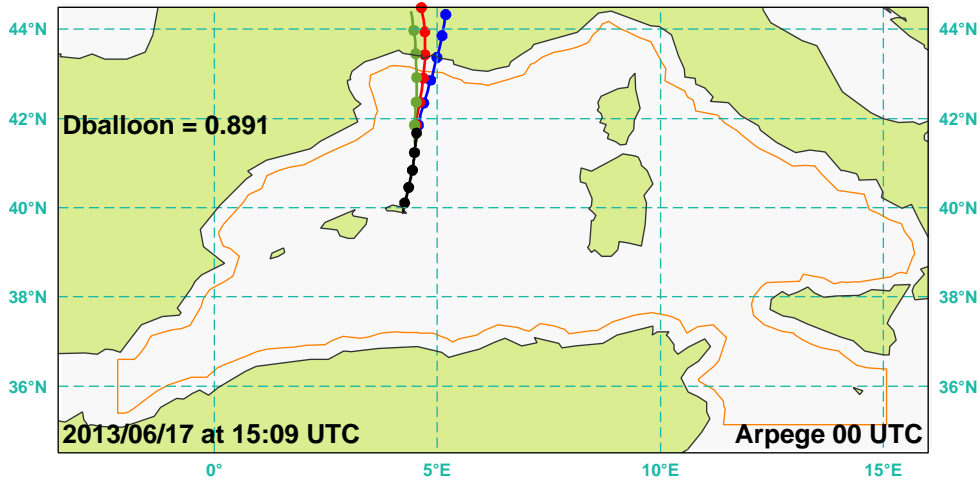 44°N 44°N
42°N 42°N
Dballoon = 0.891
40°N 40°N
38°N 38°N
36°N 36°N
2013/06/17 at 15:09 UTC Arpege 00 UTC
0° 5°E 10°E 15°E